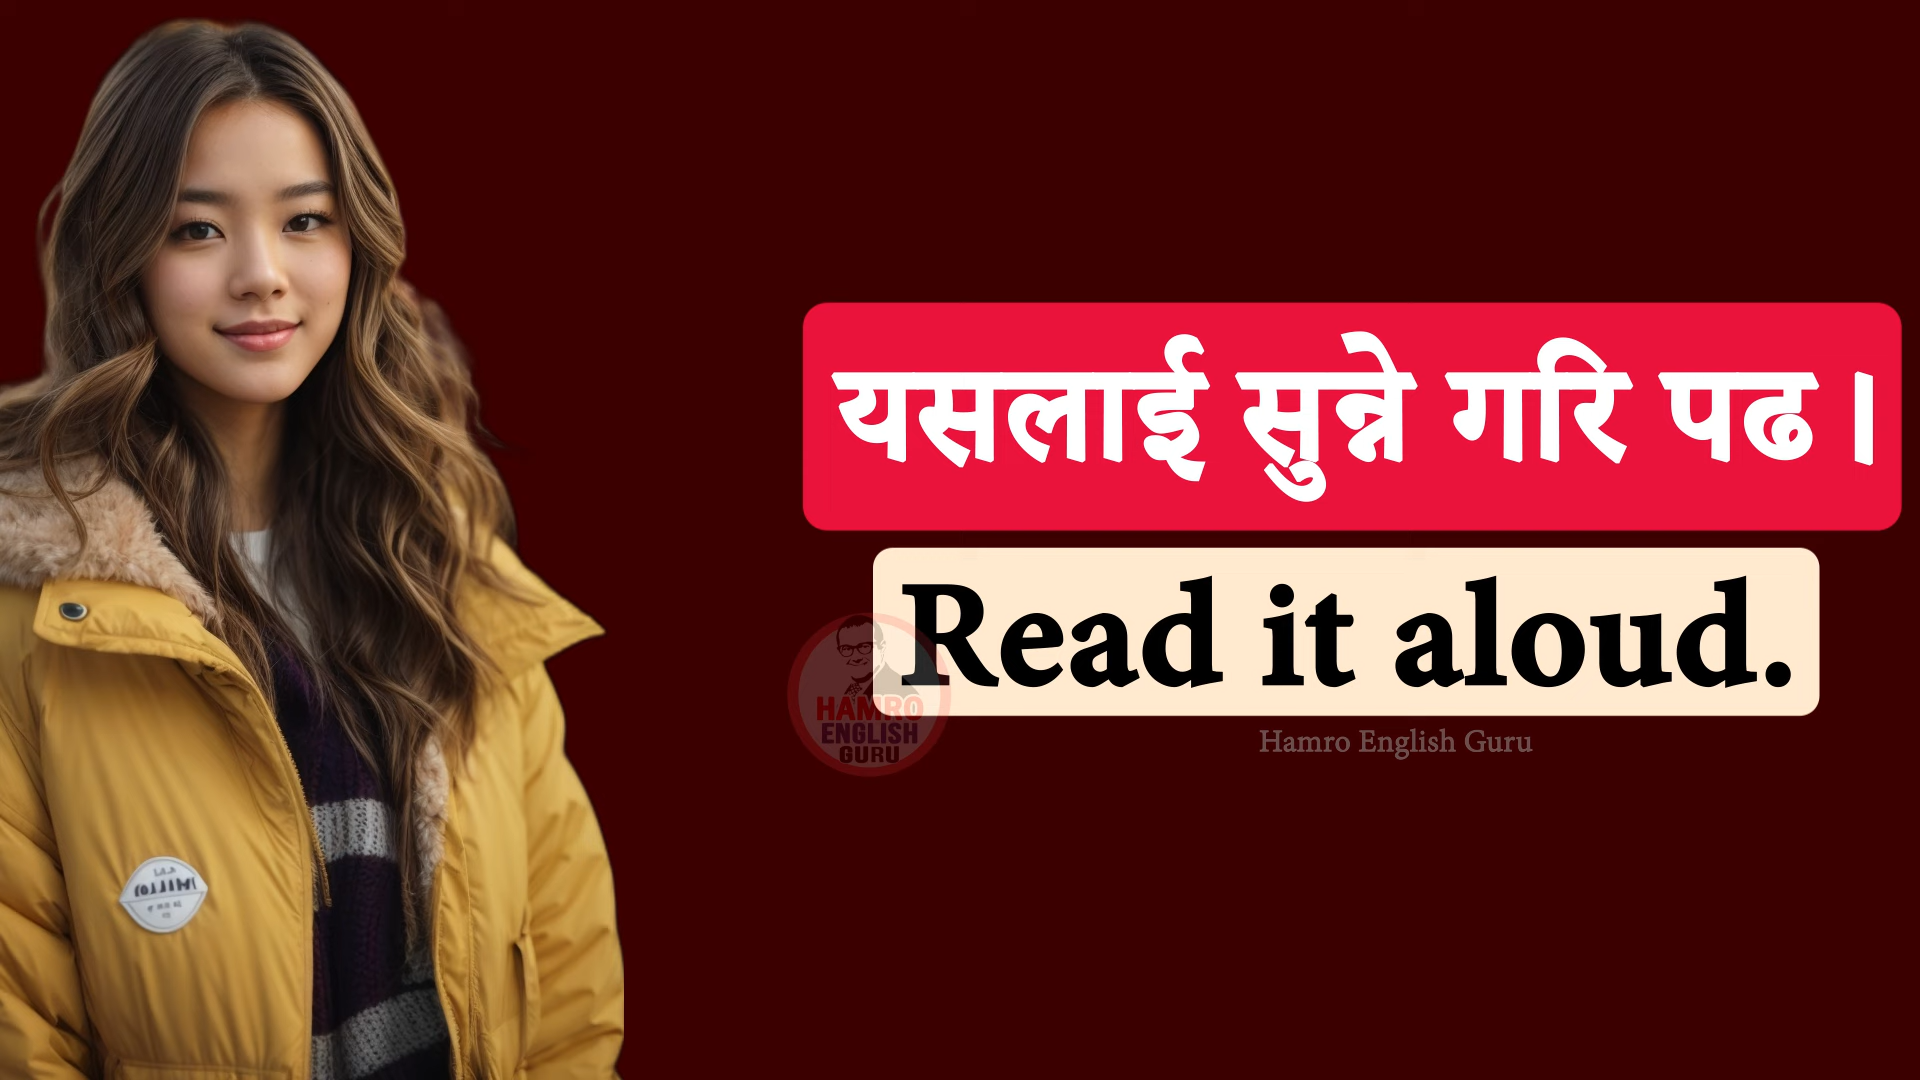 यसलाई सुन्ने गरि पढ ।
Read it aloud.
HAMRO
ENGLISH
GURU
Hamro English Guru